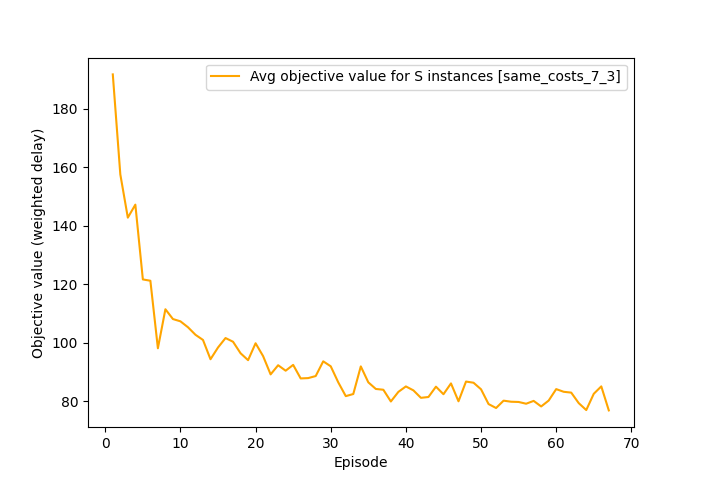 Avg objective value for S instances [same_costs_7_3]
Objective value (weighted delay)
180
160
140
120
100
80
0 10 20 30 40 50 60 70
Episode